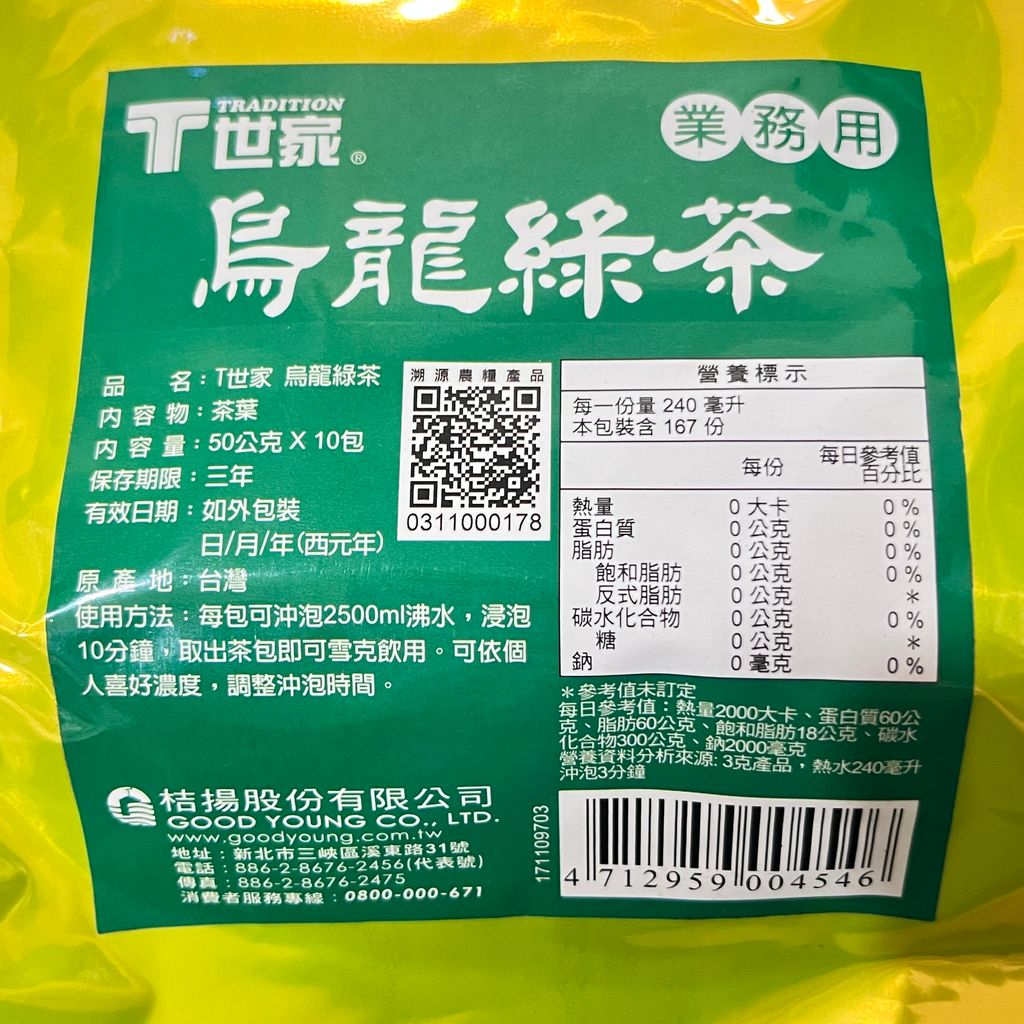 TRADITION
T世家®
業務用
烏龍綠茶
品 名：T世家 烏龍綠茶
內容物：茶葉
內容量：50公克 X 10包
保存期限：三年
有效日期：如外包裝
日/月/年(西元年)
原產地：台灣
使用方法：每包可沖泡2500ml沸水，浸泡
10分鐘，取出茶包即可雪克飲用。可依個
人喜好濃度，調整沖泡時間。
溯源農糧產品
0311000178
營養標示
每一份量 240 毫升
本包裝含 167 份
每份 每日參考值百分比
熱量 0 大卡 0 %
蛋白質 0 公克 0 %
脂肪 0 公克 0 %
飽和脂肪 0 公克 0 %
反式脂肪 0 公克 *
碳水化合物 0 公克 0 %
糖 0 公克 *
鈉 0 毫克 0 %
*參考值未訂定
每日參考值：熱量2000大卡、蛋白質60公
克、脂肪60公克、飽和脂肪18公克、碳水
化合物300公克、鈉2000毫克
營養資料分析來源: 3克產品，熱水240毫升
沖泡3分鐘
桔揚股份有限公司
GOOD YOUNG CO., LTD.
www.goodyoung.com.tw
地址：新北市三峽區溪東路31號
電話：886-2-8676-2456(代表號)
傳真：886-2-8676-2475
消費者服務專線：0800-000-671
171109703
4 712959 004546